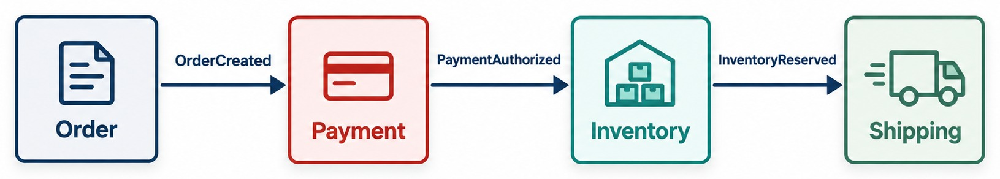 OrderCreated
PaymentAuthorized
InventoryReserved
Order
Payment
Inventory
Shipping